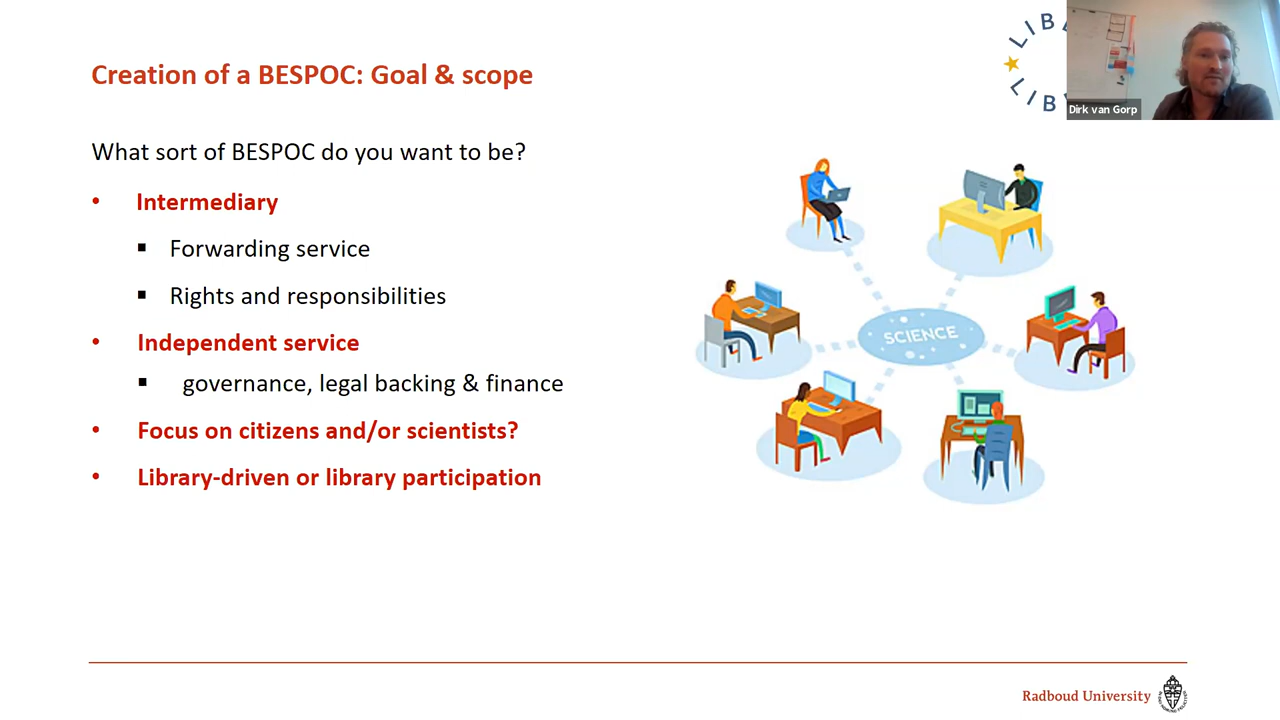 Creation of a BESPOC: Goal & scope
LIBE
LIBI
Dirk van Gorp
What sort of BESPOC do you want to be?
• Intermediary
▪ Forwarding service
▪ Rights and responsibilities
• Independent service
▪ governance, legal backing & finance
• Focus on citizens and/or scientists?
• Library-driven or library participation
SCIENCE
Radboud University